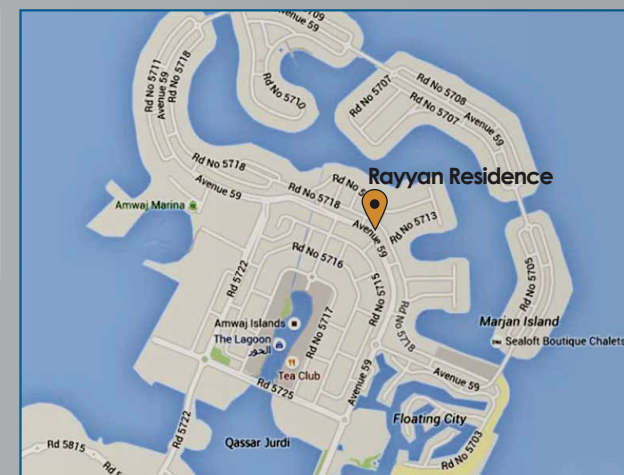 5709
Avenue 59
Rd No 5711
Avenue 59
Rd No 5718
Rd No 5710
Rd No 5707
Rd No 5708
Rd No 5707
Rd No 5718
Avenue 59
Rd No 5718
Rd No 5
Rayyan Residence
Amwaj Marina
Avenue 59
Rd No 5713
Rd No 5716
Rd 5722
Rd No 5715
Rd No 5705
Rd No 5717
Rd No 5718
Marjan Island
Amwaj Islands
The Lagoon
الحور
Sealoft Boutique Chalets
Tea Club
Avenue 59
Avenue 59
Rd 5725
Floating City
Rd 5722
Qassar Jurdi
Rd 5815
Rd No 5703